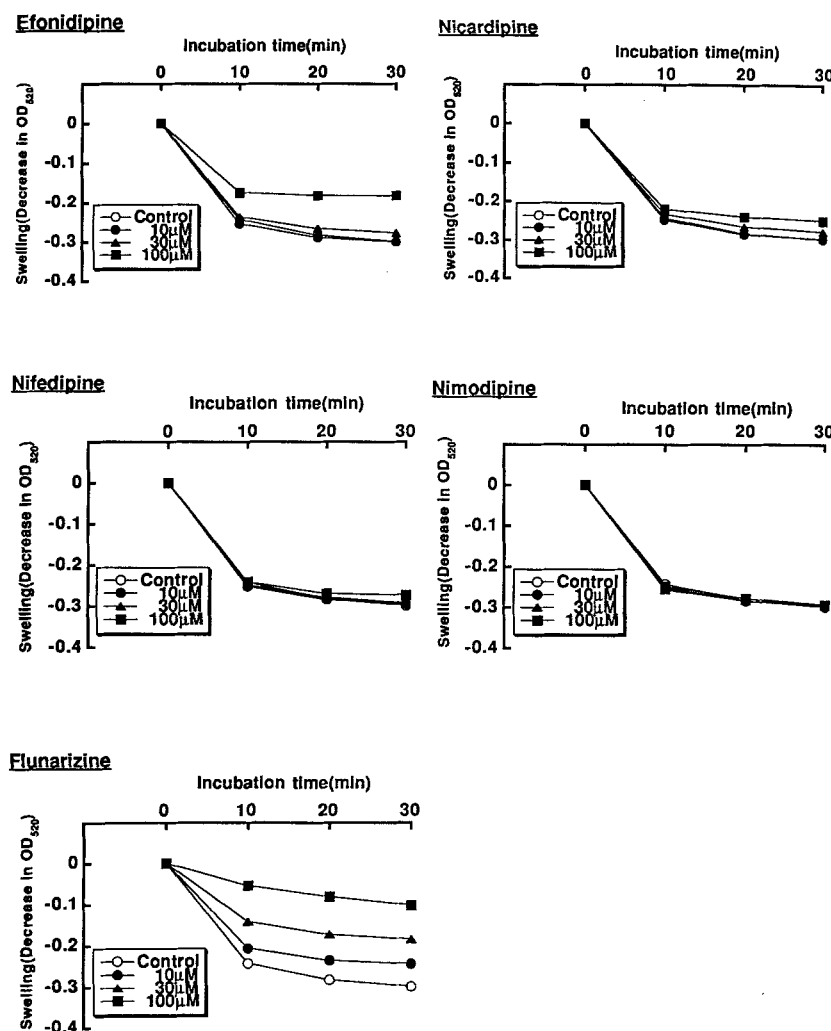 Efonidipine
Incubation time(min)
0 10 20 30
Swelling(Decrease in OD520)
0
-0.1
-0.2
-0.3
-0.4
Control
10μM
30μM
100μM
Nicardipine
Incubation time(min)
0 10 20 30
Swelling(Decrease in OD520)
0
-0.1
-0.2
-0.3
-0.4
Control
10μM
30μM
100μM
Nifedipine
Incubation time(min)
0 10 20 30
Swelling(Decrease in OD520)
0
-0.1
-0.2
-0.3
-0.4
Control
10μM
30μM
100μM
Nimodipine
Incubation time(min)
0 10 20 30
Swelling(Decrease in OD520)
0
-0.1
-0.2
-0.3
-0.4
Control
10μM
30μM
100μM
Flunarizine
Incubation time(min)
0 10 20 30
Swelling(Decrease in OD520)
0
-0.1
-0.2
-0.3
-0.4
Control
10μM
30μM
100μM